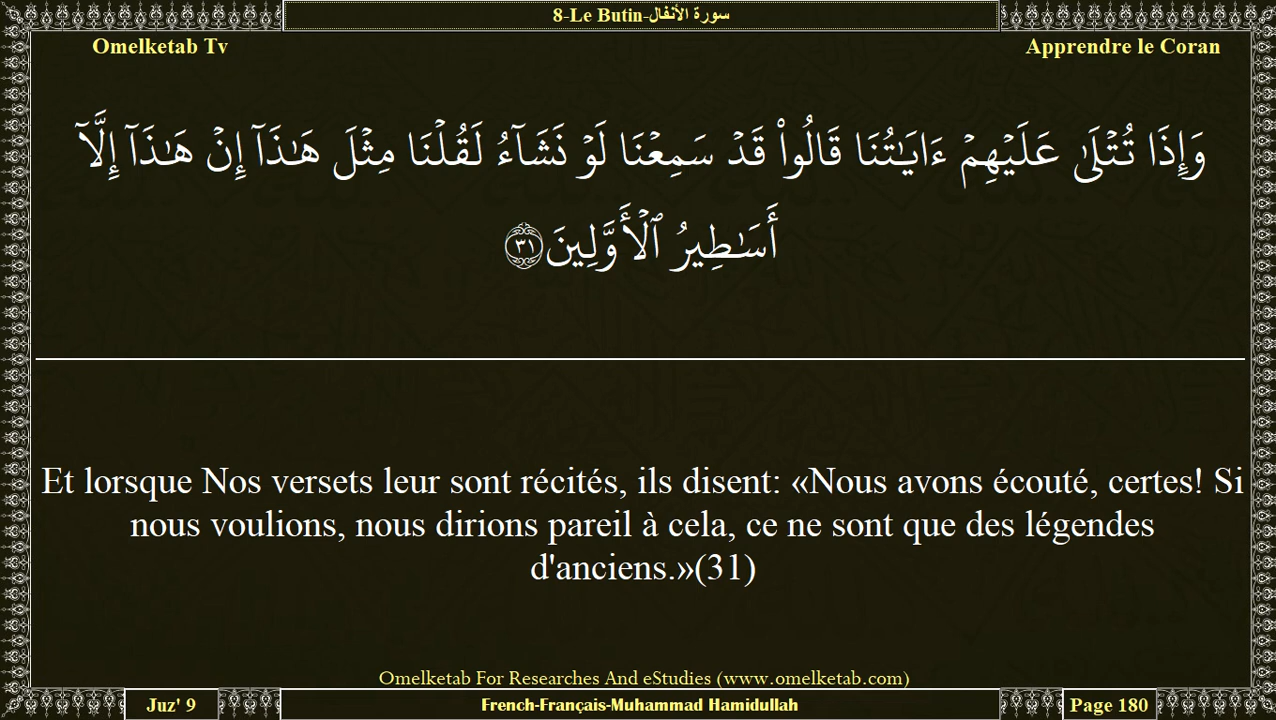 8-Le Butin-سورة الأنفال
Omelketab Tv
Apprendre le Coran
وَإِذَا تُتۡلَىٰ عَلَيۡهِمۡ ءَايَٰتُنَا قَالُواْ قَدۡ سَمِعۡنَا لَوۡ نَشَآءُ لَقُلۡنَا مِثۡلَ هَٰذَآ إِنۡ هَٰذَآ إِلَّآ
أَسَٰطِيرُ ٱلۡأَوَّلِينَ ٣١
Et lorsque Nos versets leur sont récités, ils disent: «Nous avons écouté, certes! Si
nous voulions, nous dirions pareil à cela, ce ne sont que des légendes
d'anciens.»(31)
Omelketab For Researches And eStudies (www.omelketab.com)
Juz' 9
French-Français-Muhammad Hamidullah
Page 180